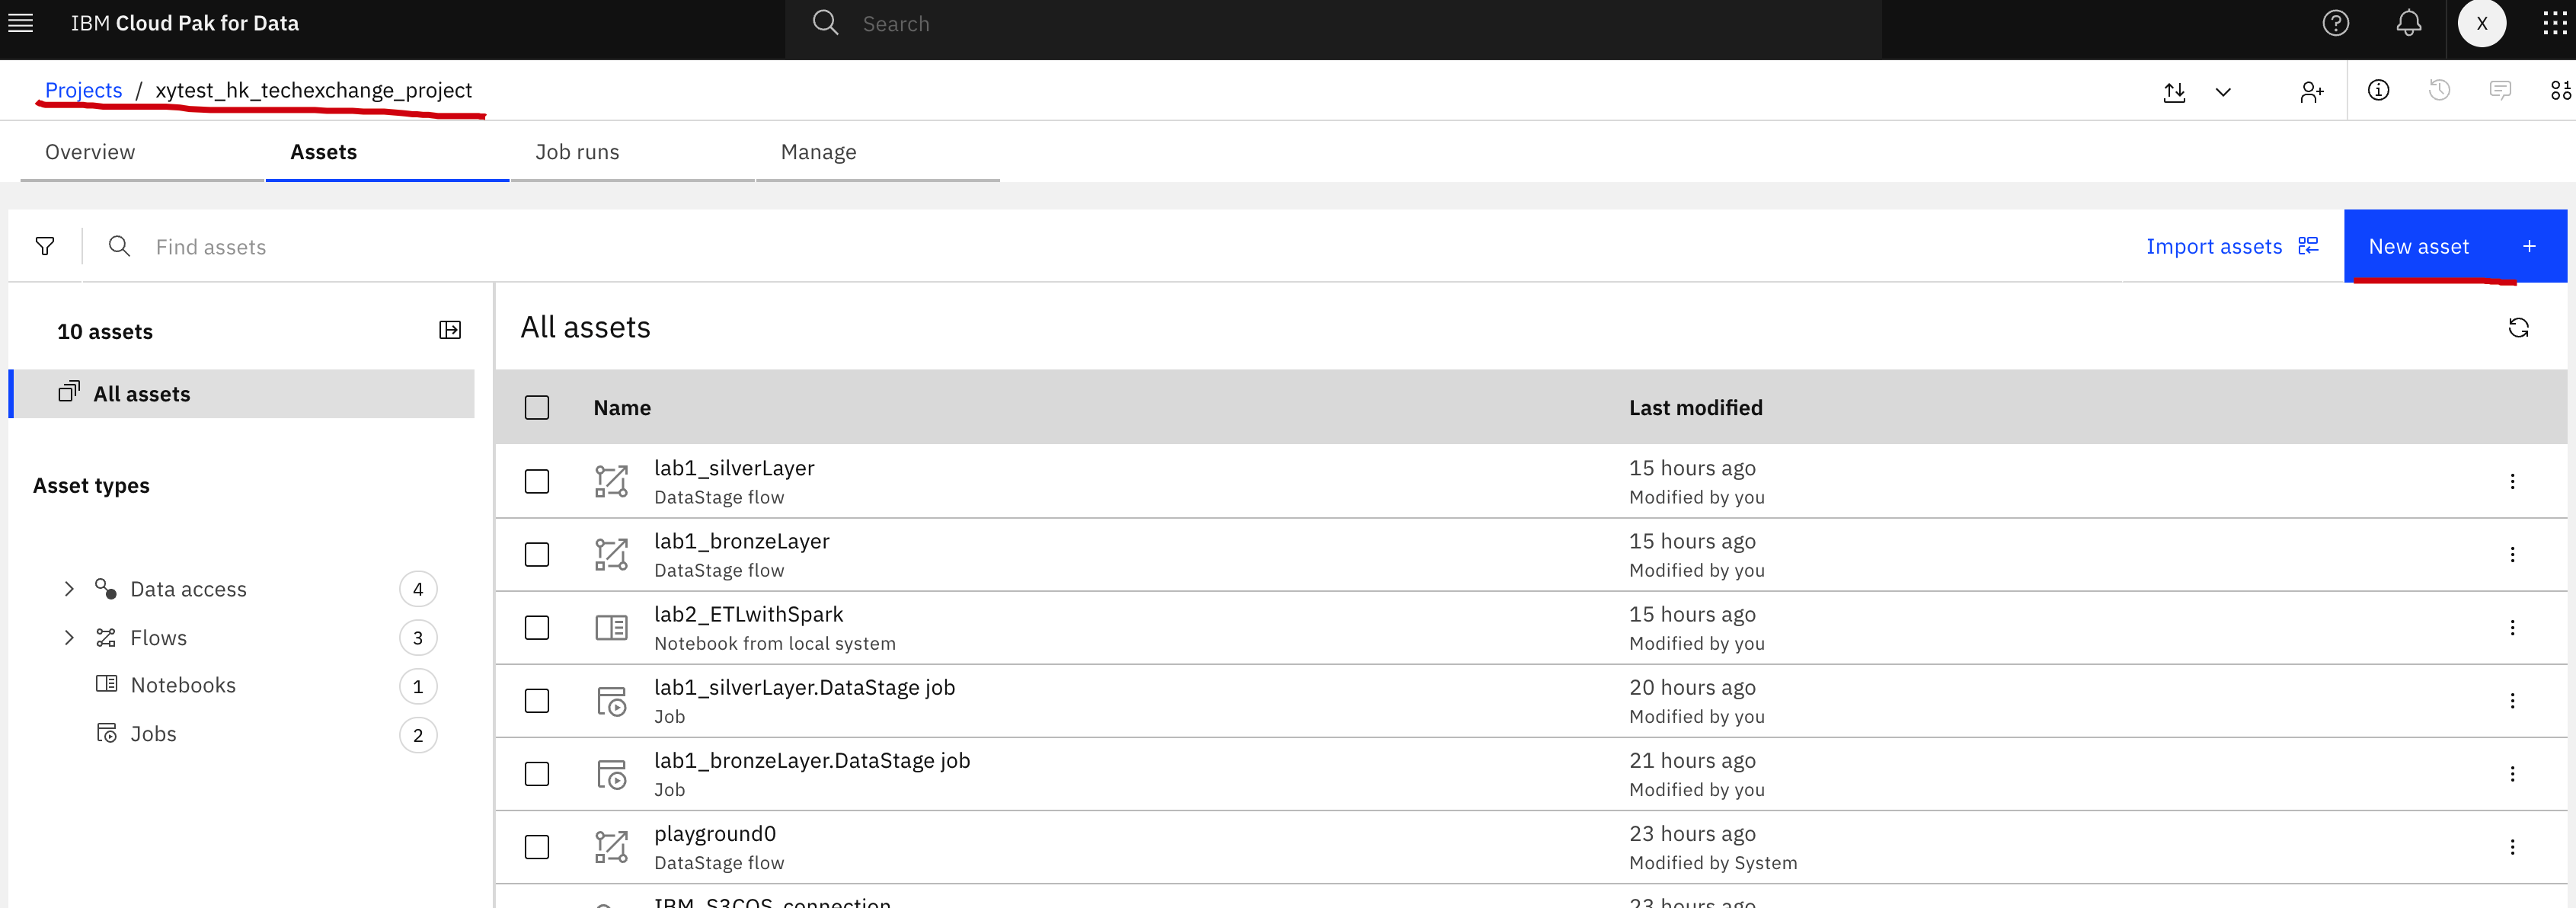 IBM Cloud Pak for Data
Search
X
Projects / xytest_hk_techexchange_project
Overview
Assets
Job runs
Manage
Find assets
Import assets
New asset +
10 assets
All assets
Asset types
Data access 4
Flows 3
Notebooks 1
Jobs 2
All assets
Name Last modified
lab1_silverLayer 15 hours ago
DataStage flow Modified by you
lab1_bronzeLayer 15 hours ago
DataStage flow Modified by you
lab2_ETLwithSpark 15 hours ago
Notebook from local system Modified by you
lab1_silverLayer.DataStage job 20 hours ago
Job Modified by you
lab1_bronzeLayer.DataStage job 21 hours ago
Job Modified by you
playground0 23 hours ago
DataStage flow Modified by System
IBM_S3COS_connection 23 hours ago